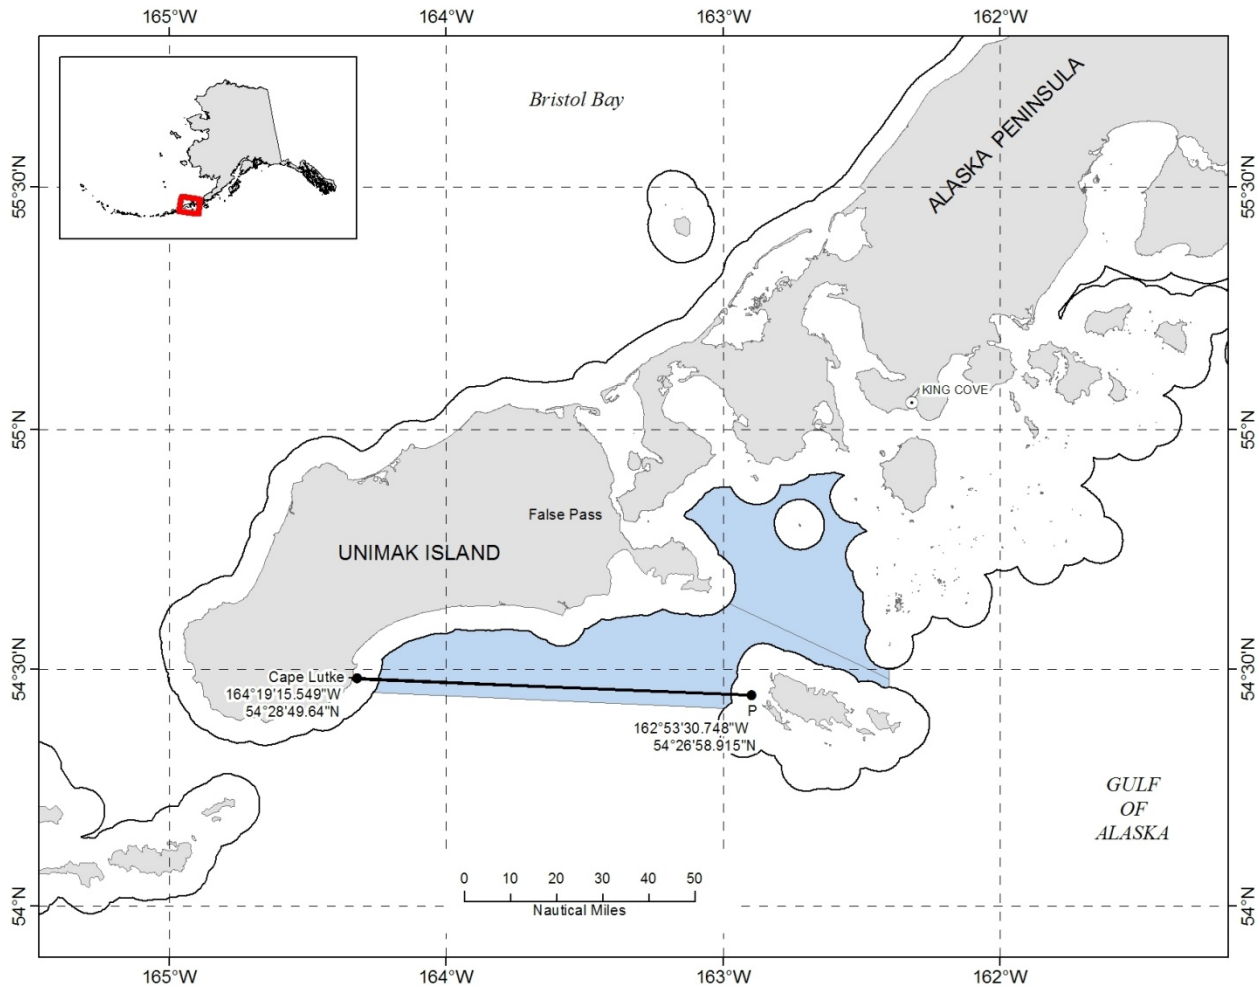 165°W 164°W 163°W 162°W
Bristol Bay
ALASKA PENINSULA
55°30'N 55°30'N
KING COVE
55°N 55°N
False Pass
UNIMAK ISLAND
54°30'N 54°30'N
Cape Lutke
164°19'15.549"W
54°28'49.64"N
P
162°53'30.748"W
54°26'58.915"N
GULF
OF
ALASKA
0 10 20 30 40 50
Nautical Miles
54°N 54°N
165°W 164°W 163°W 162°W